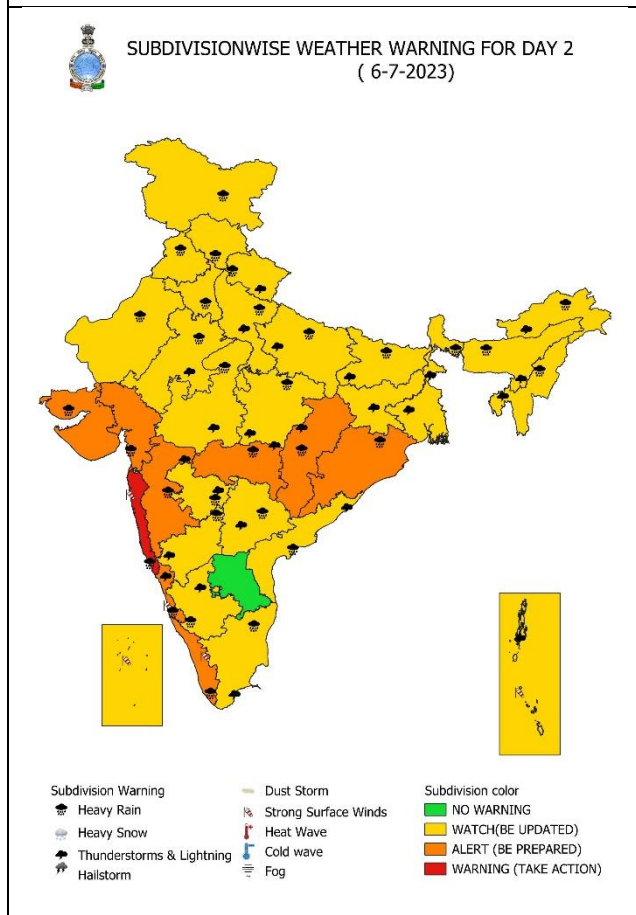 SUBDIVISIONWISE WEATHER WARNING FOR DAY 2
( 6-7-2023)
Subdivision Warning
Heavy Rain
Heavy Snow
Thunderstorms & Lightning
Hailstorm
Dust Storm
Strong Surface Winds
Heat Wave
Cold wave
Fog
Subdivision color
NO WARNING
WATCH(BE UPDATED)
ALERT (BE PREPARED)
WARNING (TAKE ACTION)